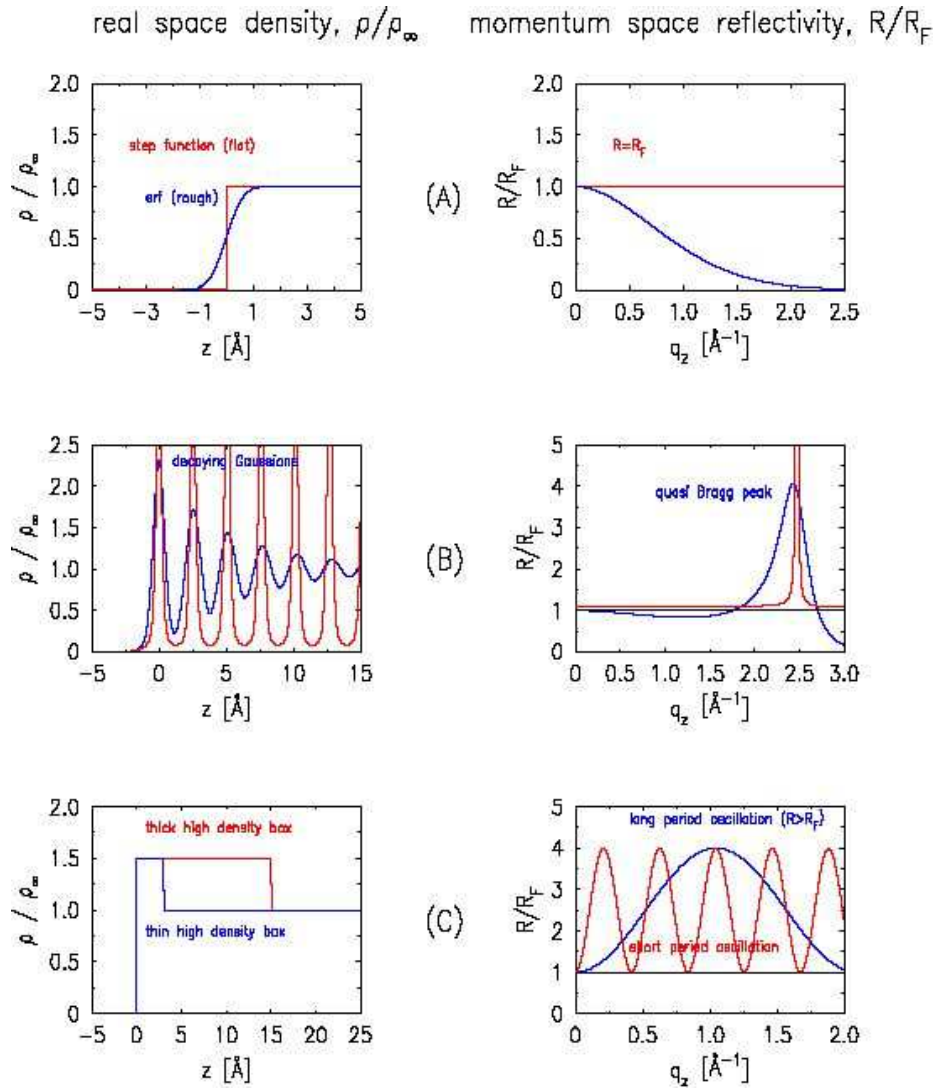 real space density, ρ/ρ∞ momentum space reflectivity, R/R_F
2.0
1.5
1.0
0.5
0
ρ / ρ∞
step function (flat)
erf (rough)
-5 -3 -1 1 3 5
z [Å]
(A)
2.0
1.5
1.0
0.5
0
R/R_F
R=R_F
0 0.5 1.0 1.5 2.0 2.5
q_z [Å⁻¹]
2.5
2.0
1.5
1.0
0.5
0
ρ / ρ∞
decaying Gaussians
-5 0 5 10 15
z [Å]
(B)
5
4
3
2
1
0
R/R_F
quasi Bragg peak
0 0.5 1.0 1.5 2.0 2.5 3.0
q_z [Å⁻¹]
2.0
1.5
1.0
0.5
0
ρ / ρ∞
thick high density box
thin high density box
-5 0 5 10 15 20 25
z [Å]
(C)
5
4
3
2
1
0
R/R_F
long period oscillation (R>R_F)
short period oscillation
0 0.5 1.0 1.5 2.0
q_z [Å⁻¹]